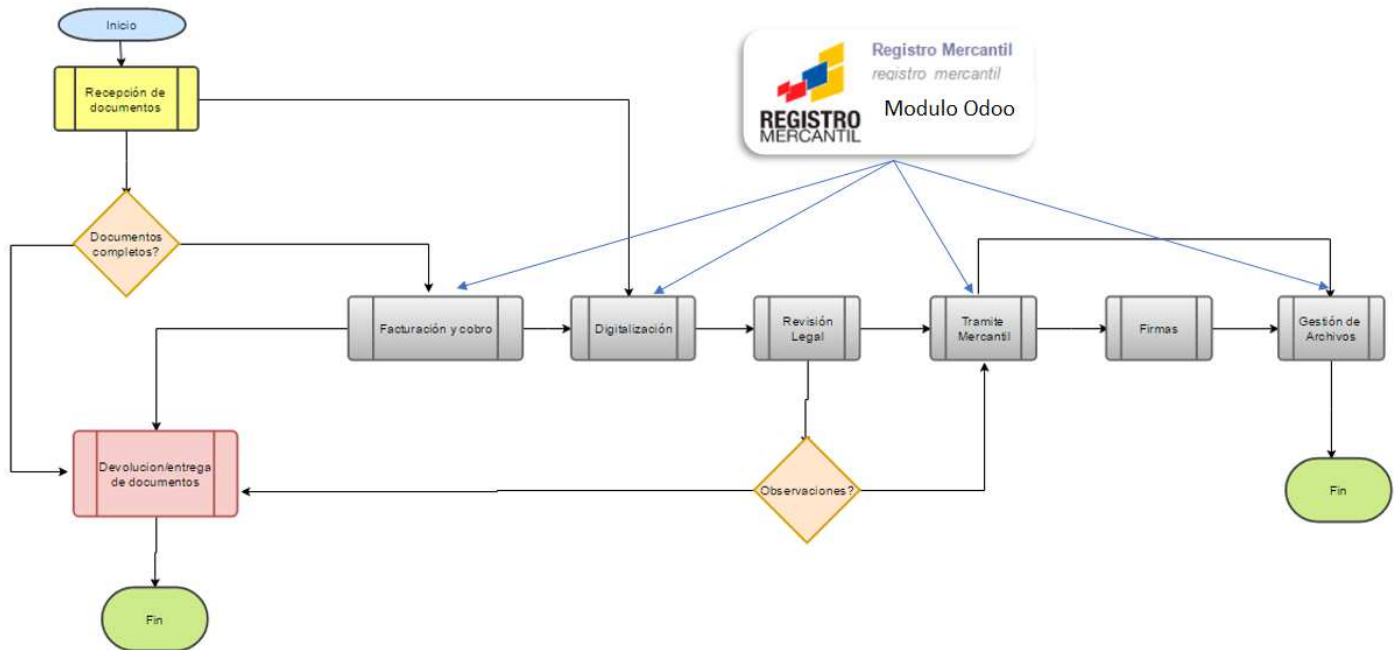 Inicio
Recepción de
documentos
Registro Mercantil
registro mercantil
Modulo Odoo
REGISTRO
MERCANTIL
Documentos
completos?
Facturación y cobro
Digitalización
Revisión
Legal
Tramite
Mercantil
Firmas
Gestión de
Archivos
Devolucion/entrega
de documentos
Observaciones?
Fin
Fin